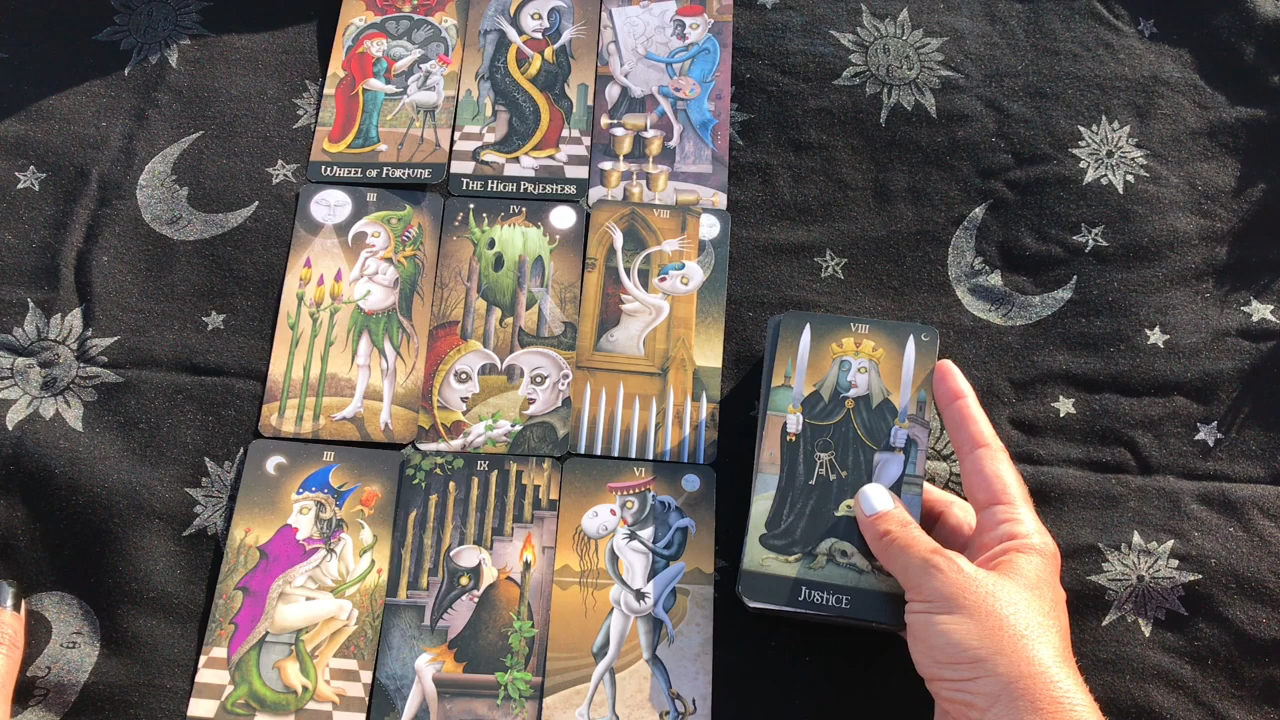 WHEEL OF FORTUNE
THE HIGH PRIESTESS
III
IV
VIII
III
IX
VI
VIII
JUSTICE